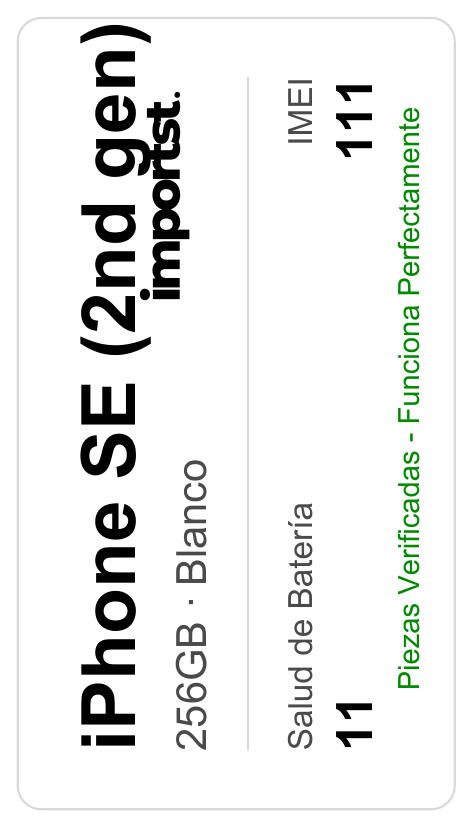 iPhone SE (2nd gen)
importst.
256GB · Blanco
Salud de Batería
11
IMEI
111
Piezas Verificadas - Funciona Perfectamente